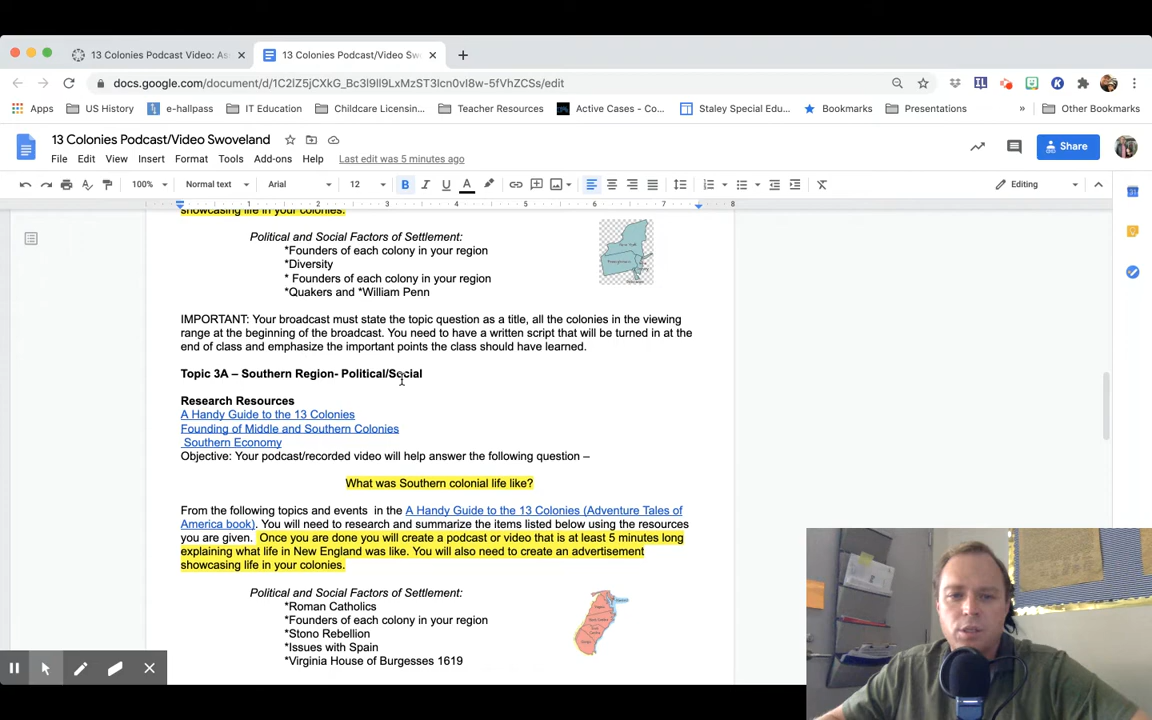 13 Colonies Podcast Video: As
13 Colonies Podcast/Video Swo
docs.google.com/document/d/1C2IZ5jCXkG_Bc3l9Il9LxMzST3Icn0vI8w-5fVhZCSs/edit
Apps US History e-hallpass IT Education Childcare Licensin... Teacher Resources Active Cases - Co... Staley Special Edu... Bookmarks Presentations » Other Bookmarks
13 Colonies Podcast/Video Swoveland
File Edit View Insert Format Tools Add-ons Help Last edit was 5 minutes ago
Share
100% Normal text Arial 12 B I U A Editing
1 2 3 4 5 6 7 8
showcasing life in your colonies.
Political and Social Factors of Settlement:
*Founders of each colony in your region
*Diversity
* Founders of each colony in your region
*Quakers and *William Penn
IMPORTANT: Your broadcast must state the topic question as a title, all the colonies in the viewing
range at the beginning of the broadcast. You need to have a written script that will be turned in at the
end of class and emphasize the important points the class should have learned.
Topic 3A – Southern Region- Political/Social
Research Resources
A Handy Guide to the 13 Colonies
Founding of Middle and Southern Colonies
Southern Economy
Objective: Your podcast/recorded video will help answer the following question –
What was Southern colonial life like?
From the following topics and events in the A Handy Guide to the 13 Colonies (Adventure Tales of
America book). You will need to research and summarize the items listed below using the resources
you are given. Once you are done you will create a podcast or video that is at least 5 minutes long
explaining what life in New England was like. You will also need to create an advertisement
showcasing life in your colonies.
Political and Social Factors of Settlement:
*Roman Catholics
*Founders of each colony in your region
*Stono Rebellion
*Issues with Spain
*Virginia House of Burgesses 1619